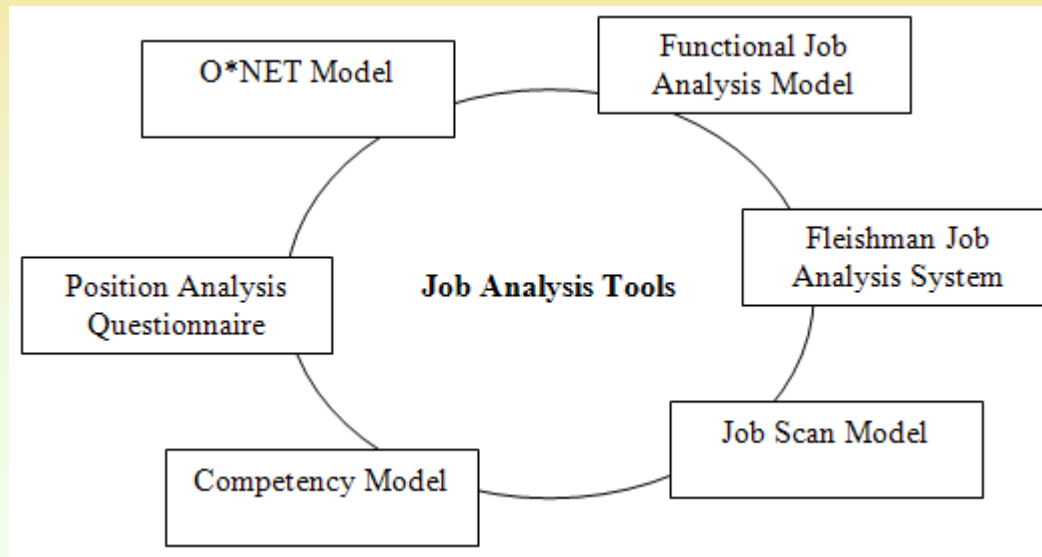 O*NET Model
Functional Job
Analysis Model
Fleishman Job
Analysis System
Job Scan Model
Competency Model
Position Analysis
Questionnaire
Job Analysis Tools